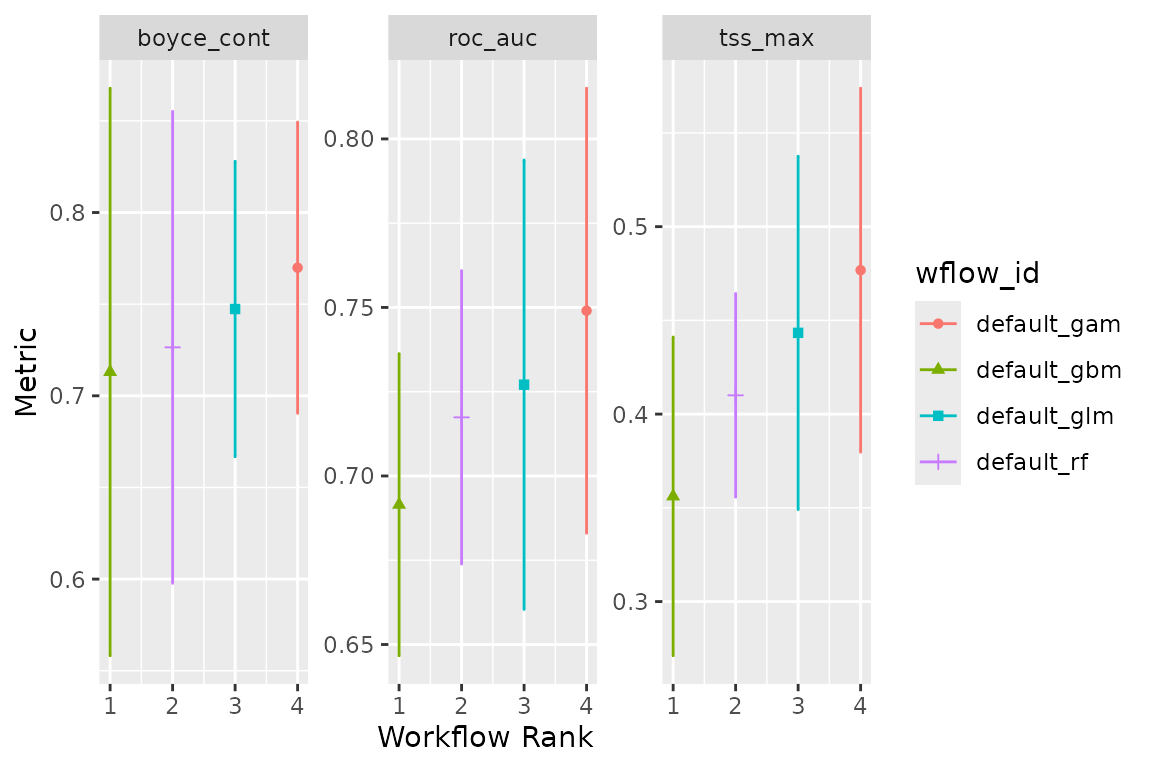 boyce_cont roc_auc tss_max
Metric
0.8
0.7
0.6
0.80
0.75
0.70
0.65
0.5
0.4
0.3
1 2 3 4 1 2 3 4 1 2 3 4
Workflow Rank
wflow_id
default_gam
default_gbm
default_glm
default_rf